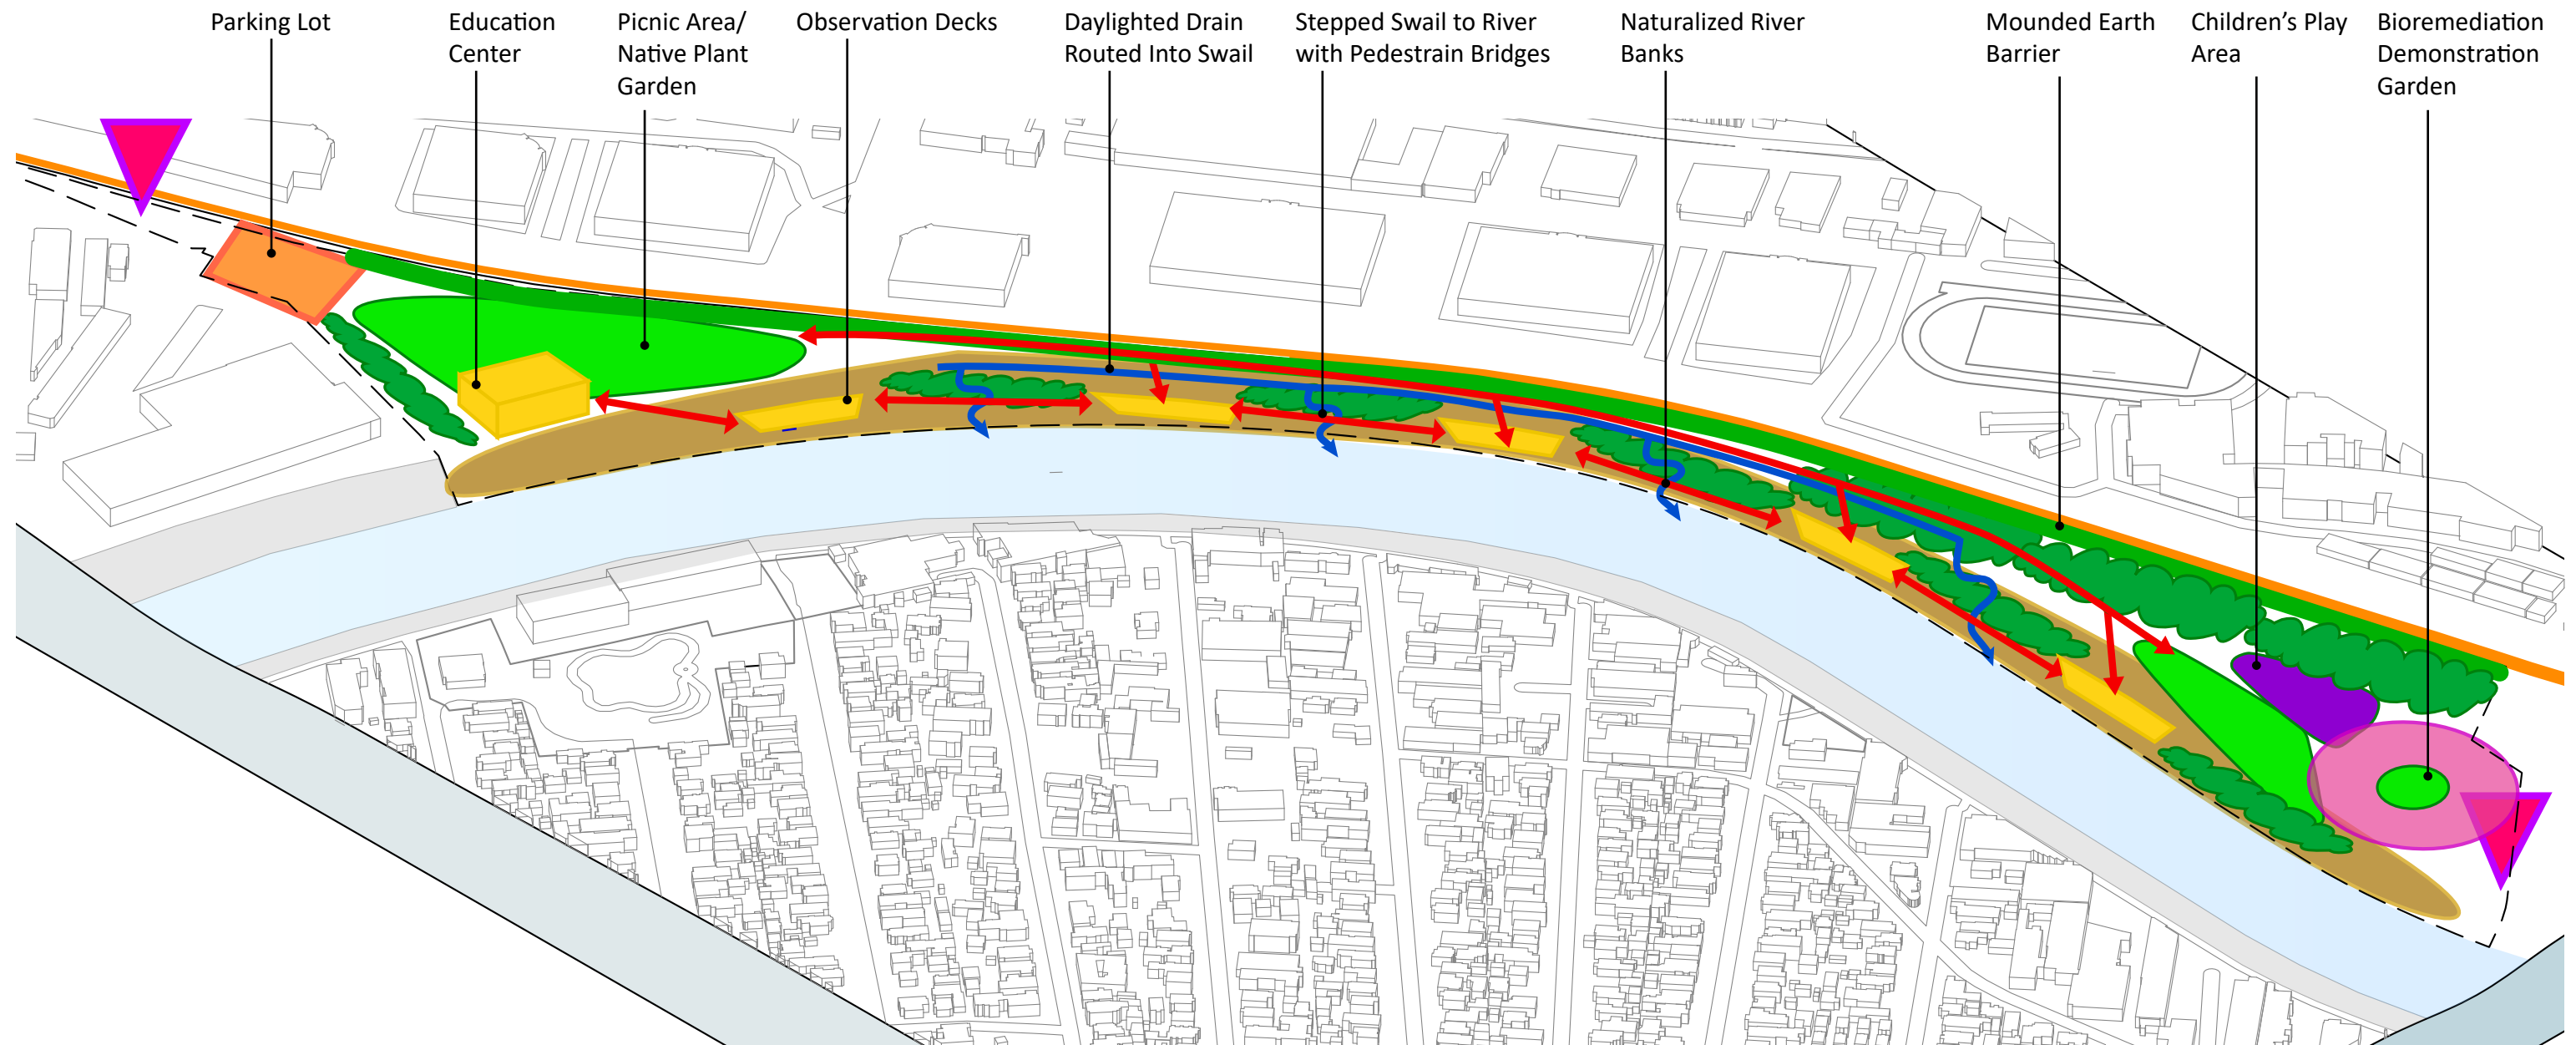 Parking Lot
Education
Center
Picnic Area/
Native Plant
Garden
Observation Decks
Daylighted Drain
Routed Into Swail
Stepped Swail to River
with Pedestrain Bridges
Naturalized River
Banks
Mounded Earth
Barrier
Children’s Play
Area
Bioremediation
Demonstration
Garden